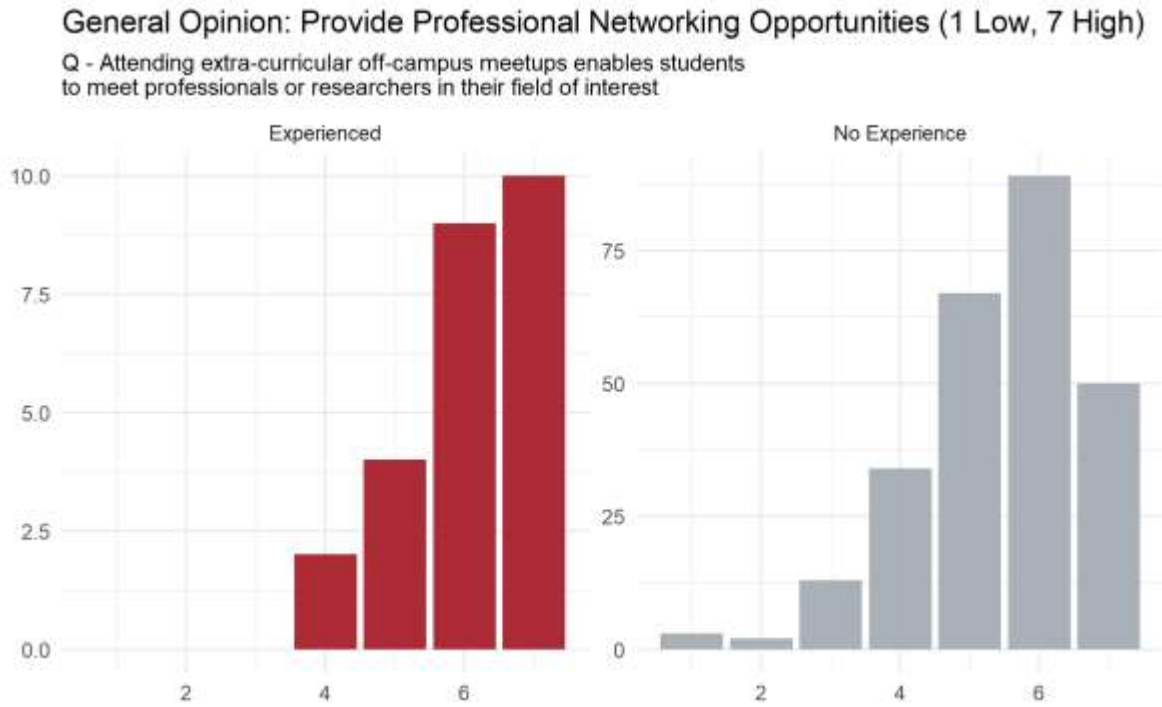 General Opinion: Provide Professional Networking Opportunities (1 Low, 7 High)
Q - Attending extra-curricular off-campus meetups enables students
to meet professionals or researchers in their field of interest
Experienced
10.0
7.5
5.0
2.5
0.0
2 4 6
No Experience
75
50
25
0
2 4 6